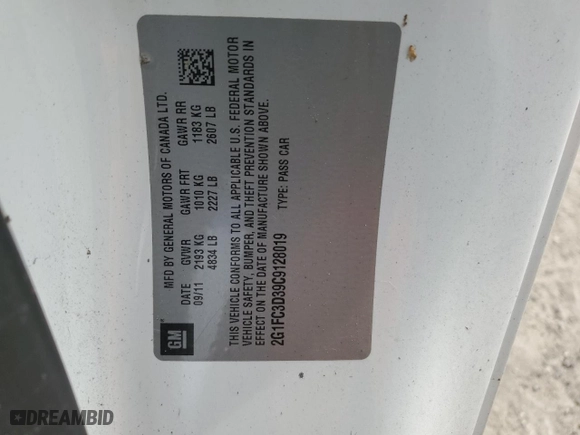 MFD BY GENERAL MOTORS OF CANADA LTD.
DATE GVWR GAWR FRT GAWR RR
09/11 2193 KG 1010 KG 1183 KG
4834 LB 2227 LB 2607 LB
THIS VEHICLE CONFORMS TO ALL APPLICABLE U.S. FEDERAL MOTOR
VEHICLE SAFETY, BUMPER, AND THEFT PREVENTION STANDARDS IN
EFFECT ON THE DATE OF MANUFACTURE SHOWN ABOVE.
2G1FC3D39C9128019 TYPE: PASS CAR
GM
DREAMBID